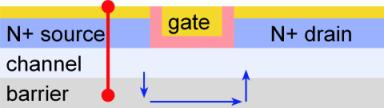 gate
N+ source N+ drain
channel
barrier